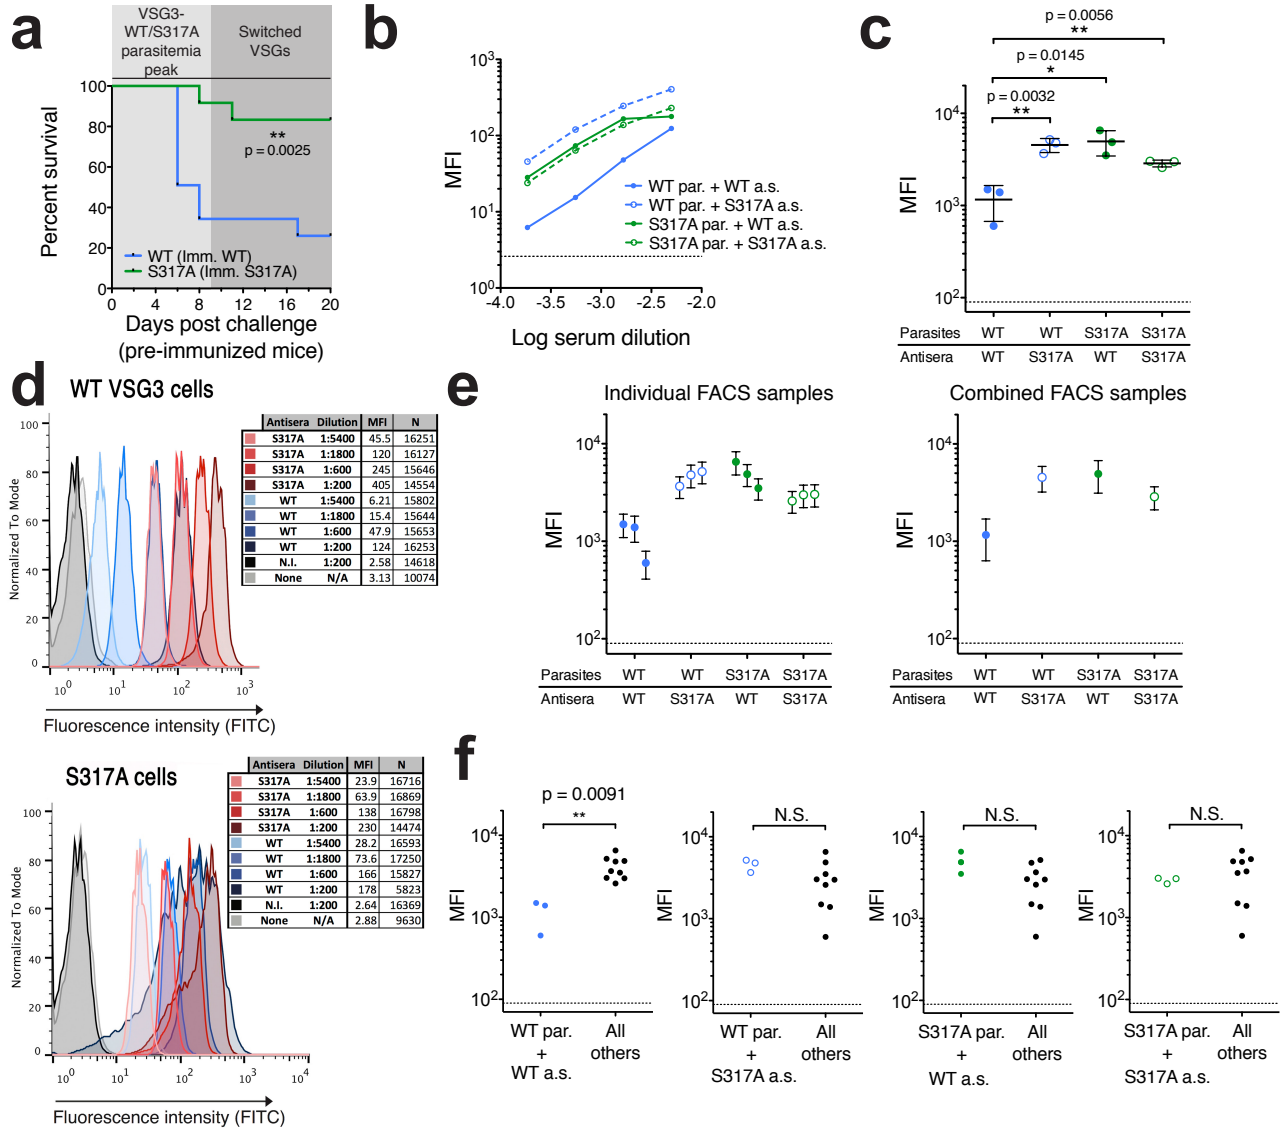 a
VSG3-
WT/S317A
parasitemia
peak
Switched
VSGs
Percent survival
100
80
60
40
20
0
**
p = 0.0025
WT (Imm. WT)
S317A (Imm. S317A)
0 4 8 12 16 20
Days post challenge
(pre-immunized mice)
b
MFI
10³
10²
10¹
10⁰
WT par. + WT a.s.
WT par. + S317A a.s.
S317A par. + WT a.s.
S317A par. + S317A a.s.
-4.0 -3.5 -3.0 -2.5 -2.0
Log serum dilution
c
p = 0.0056
**
p = 0.0145
*
p = 0.0032
**
MFI
10⁴
10³
10²
Parasites WT WT S317A S317A
Antisera WT S317A WT S317A
d
WT VSG3 cells
Normalized To Mode
100
80
60
40
20
0
10⁰ 10¹ 10² 10³
Fluorescence intensity (FITC)
Antisera Dilution MFI N
S317A 1:5400 45.5 16251
S317A 1:1800 120 16127
S317A 1:600 245 15646
S317A 1:200 405 14554
WT 1:5400 6.21 15802
WT 1:1800 15.4 15644
WT 1:600 47.9 15653
WT 1:200 124 16253
N.I. 1:200 2.58 14618
None N/A 3.13 10074
S317A cells
Normalized To Mode
100
80
60
40
20
0
10⁰ 10¹ 10² 10³ 10⁴
Fluorescence intensity (FITC)
Antisera Dilution MFI N
S317A 1:5400 23.9 16716
S317A 1:1800 63.9 16869
S317A 1:600 138 16798
S317A 1:200 230 14474
WT 1:5400 28.2 16593
WT 1:1800 73.6 17250
WT 1:600 166 15827
WT 1:200 178 5823
N.I. 1:200 2.64 16369
None N/A 2.88 9630
e
Individual FACS samples
MFI
10⁴
10³
10²
Parasites WT WT S317A S317A
Antisera WT S317A WT S317A
Combined FACS samples
MFI
10⁴
10³
10²
Parasites WT WT S317A S317A
Antisera WT S317A WT S317A
f
p = 0.0091
**
MFI
10⁴
10³
10²
WT par.
+
WT a.s.
All
others
N.S.
MFI
10⁴
10³
10²
WT par.
+
S317A a.s.
All
others
N.S.
MFI
10⁴
10³
10²
S317A par.
+
WT a.s.
All
others
N.S.
MFI
10⁴
10³
10²
S317A par.
+
S317A a.s.
All
others